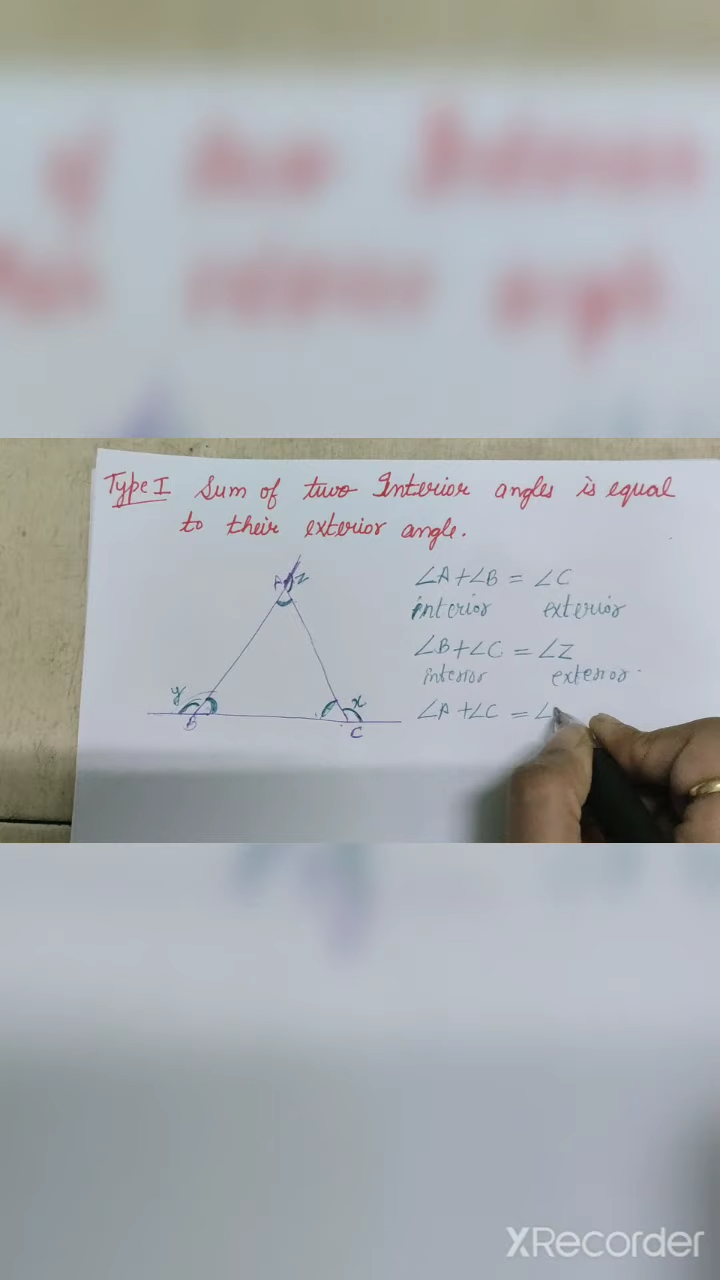 Type I Sum of two Interior angles is equal
to their exterior angle.
A Z
∠A+∠B = ∠C
interior exterior
∠B+∠C = ∠Z
interior exterior.
y
x
B
C
∠A+∠C = ∠
XRecorder